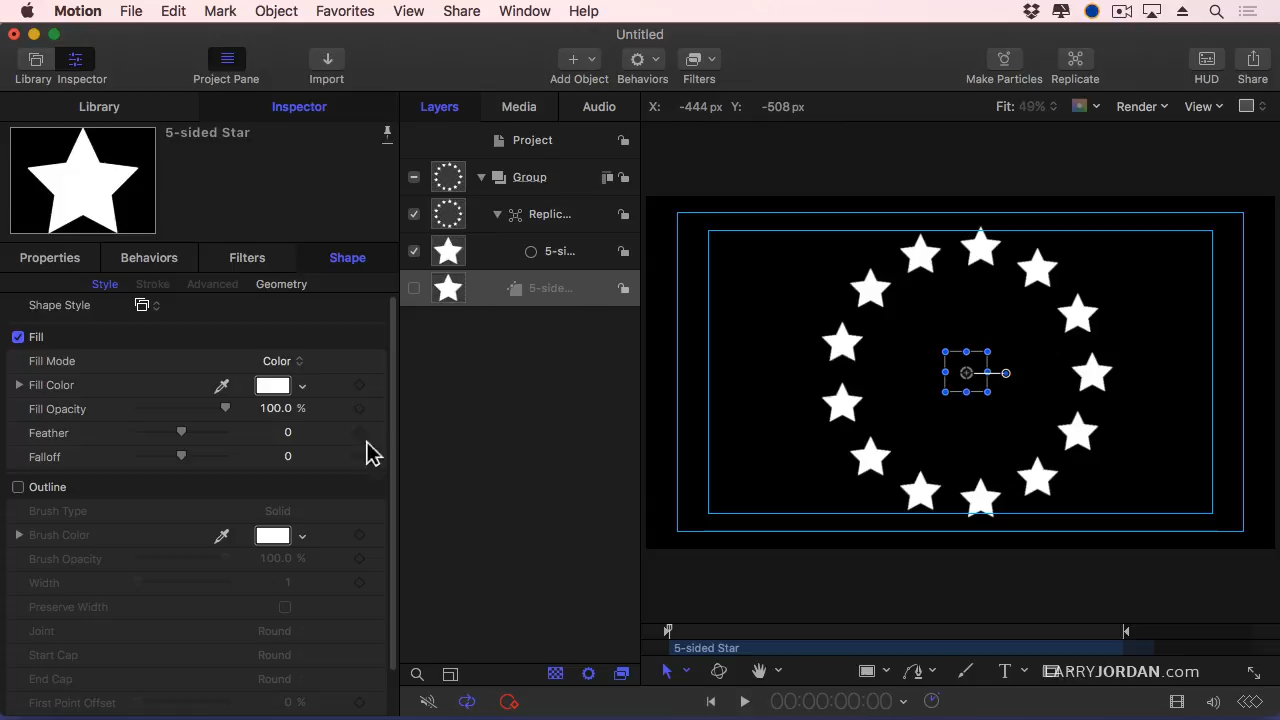 Motion File Edit Mark Object Favorites View Share Window Help
Untitled
Library Inspector Project Pane Import Add Object Behaviors Filters Make Particles Replicate HUD Share
Library Inspector Layers Media Audio X: -444 px Y: -508 px Fit: 49% Render View
5-sided Star
Project
Group
Replic...
5-si...
5-side...
Properties Behaviors Filters Shape
Style Stroke Advanced Geometry
Shape Style
Fill
Fill Mode Color
Fill Color
Fill Opacity 100.0 %
Feather 0
Falloff 0
Outline
Brush Type Solid
Brush Color
Brush Opacity 100.0 %
Width 1
Preserve Width
Joint Round
Start Cap Round
End Cap Round
First Point Offset 0 %
5-sided Star
T
LARRYJORDAN.com
00:00:00:00